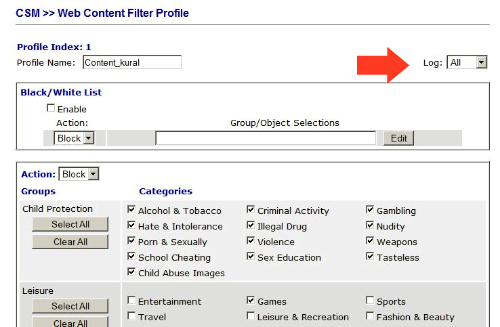 CSM >> Web Content Filter Profile
Profile Index: 1
Profile Name: Content_kural Log: All
Black/White List
Enable
Action: Group/Object Selections
Block Edit
Action: Block
Groups Categories
Child Protection Alcohol & Tobacco Criminal Activity Gambling
Select All Hate & Intolerance Illegal Drug Nudity
Clear All Porn & Sexually Violence Weapons
School Cheating Sex Education Tasteless
Child Abuse Images
Leisure Entertainment Games Sports
Select All Travel Leisure & Recreation Fashion & Beauty
Clear All